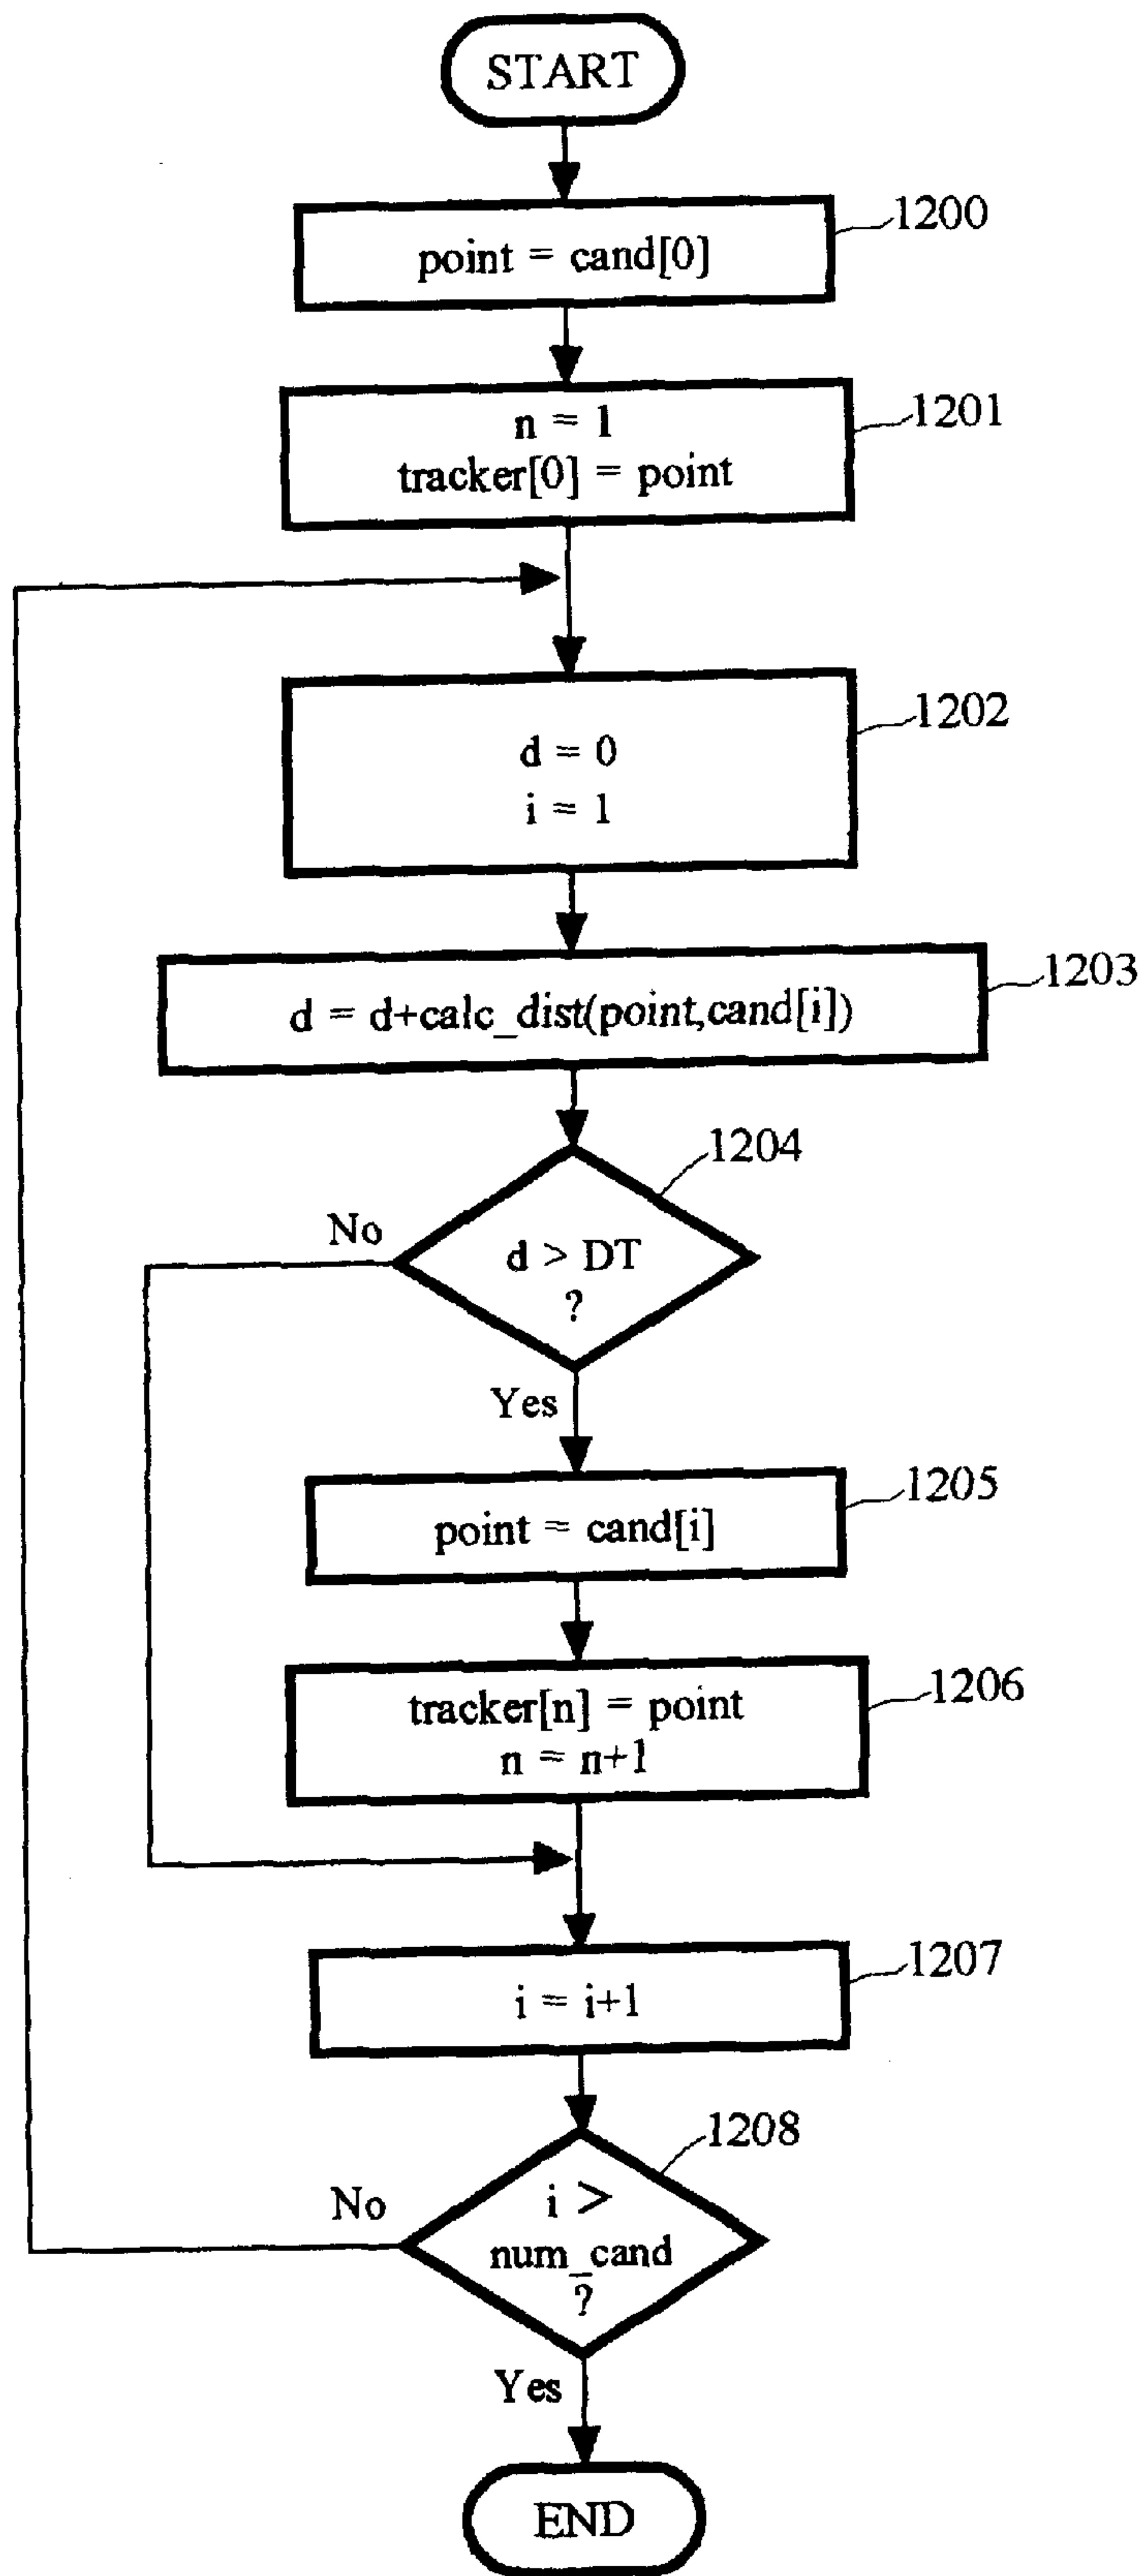 START
1200
point = cand[0]
1201
n = 1
tracker[0] = point
1202
d = 0
i = 1
1203
d = d+calc_dist(point,cand[i])
1204
No
d > DT
?
Yes
1205
point = cand[i]
1206
tracker[n] = point
n = n+1
1207
i = i+1
1208
No
i >
num_cand
?
Yes
END